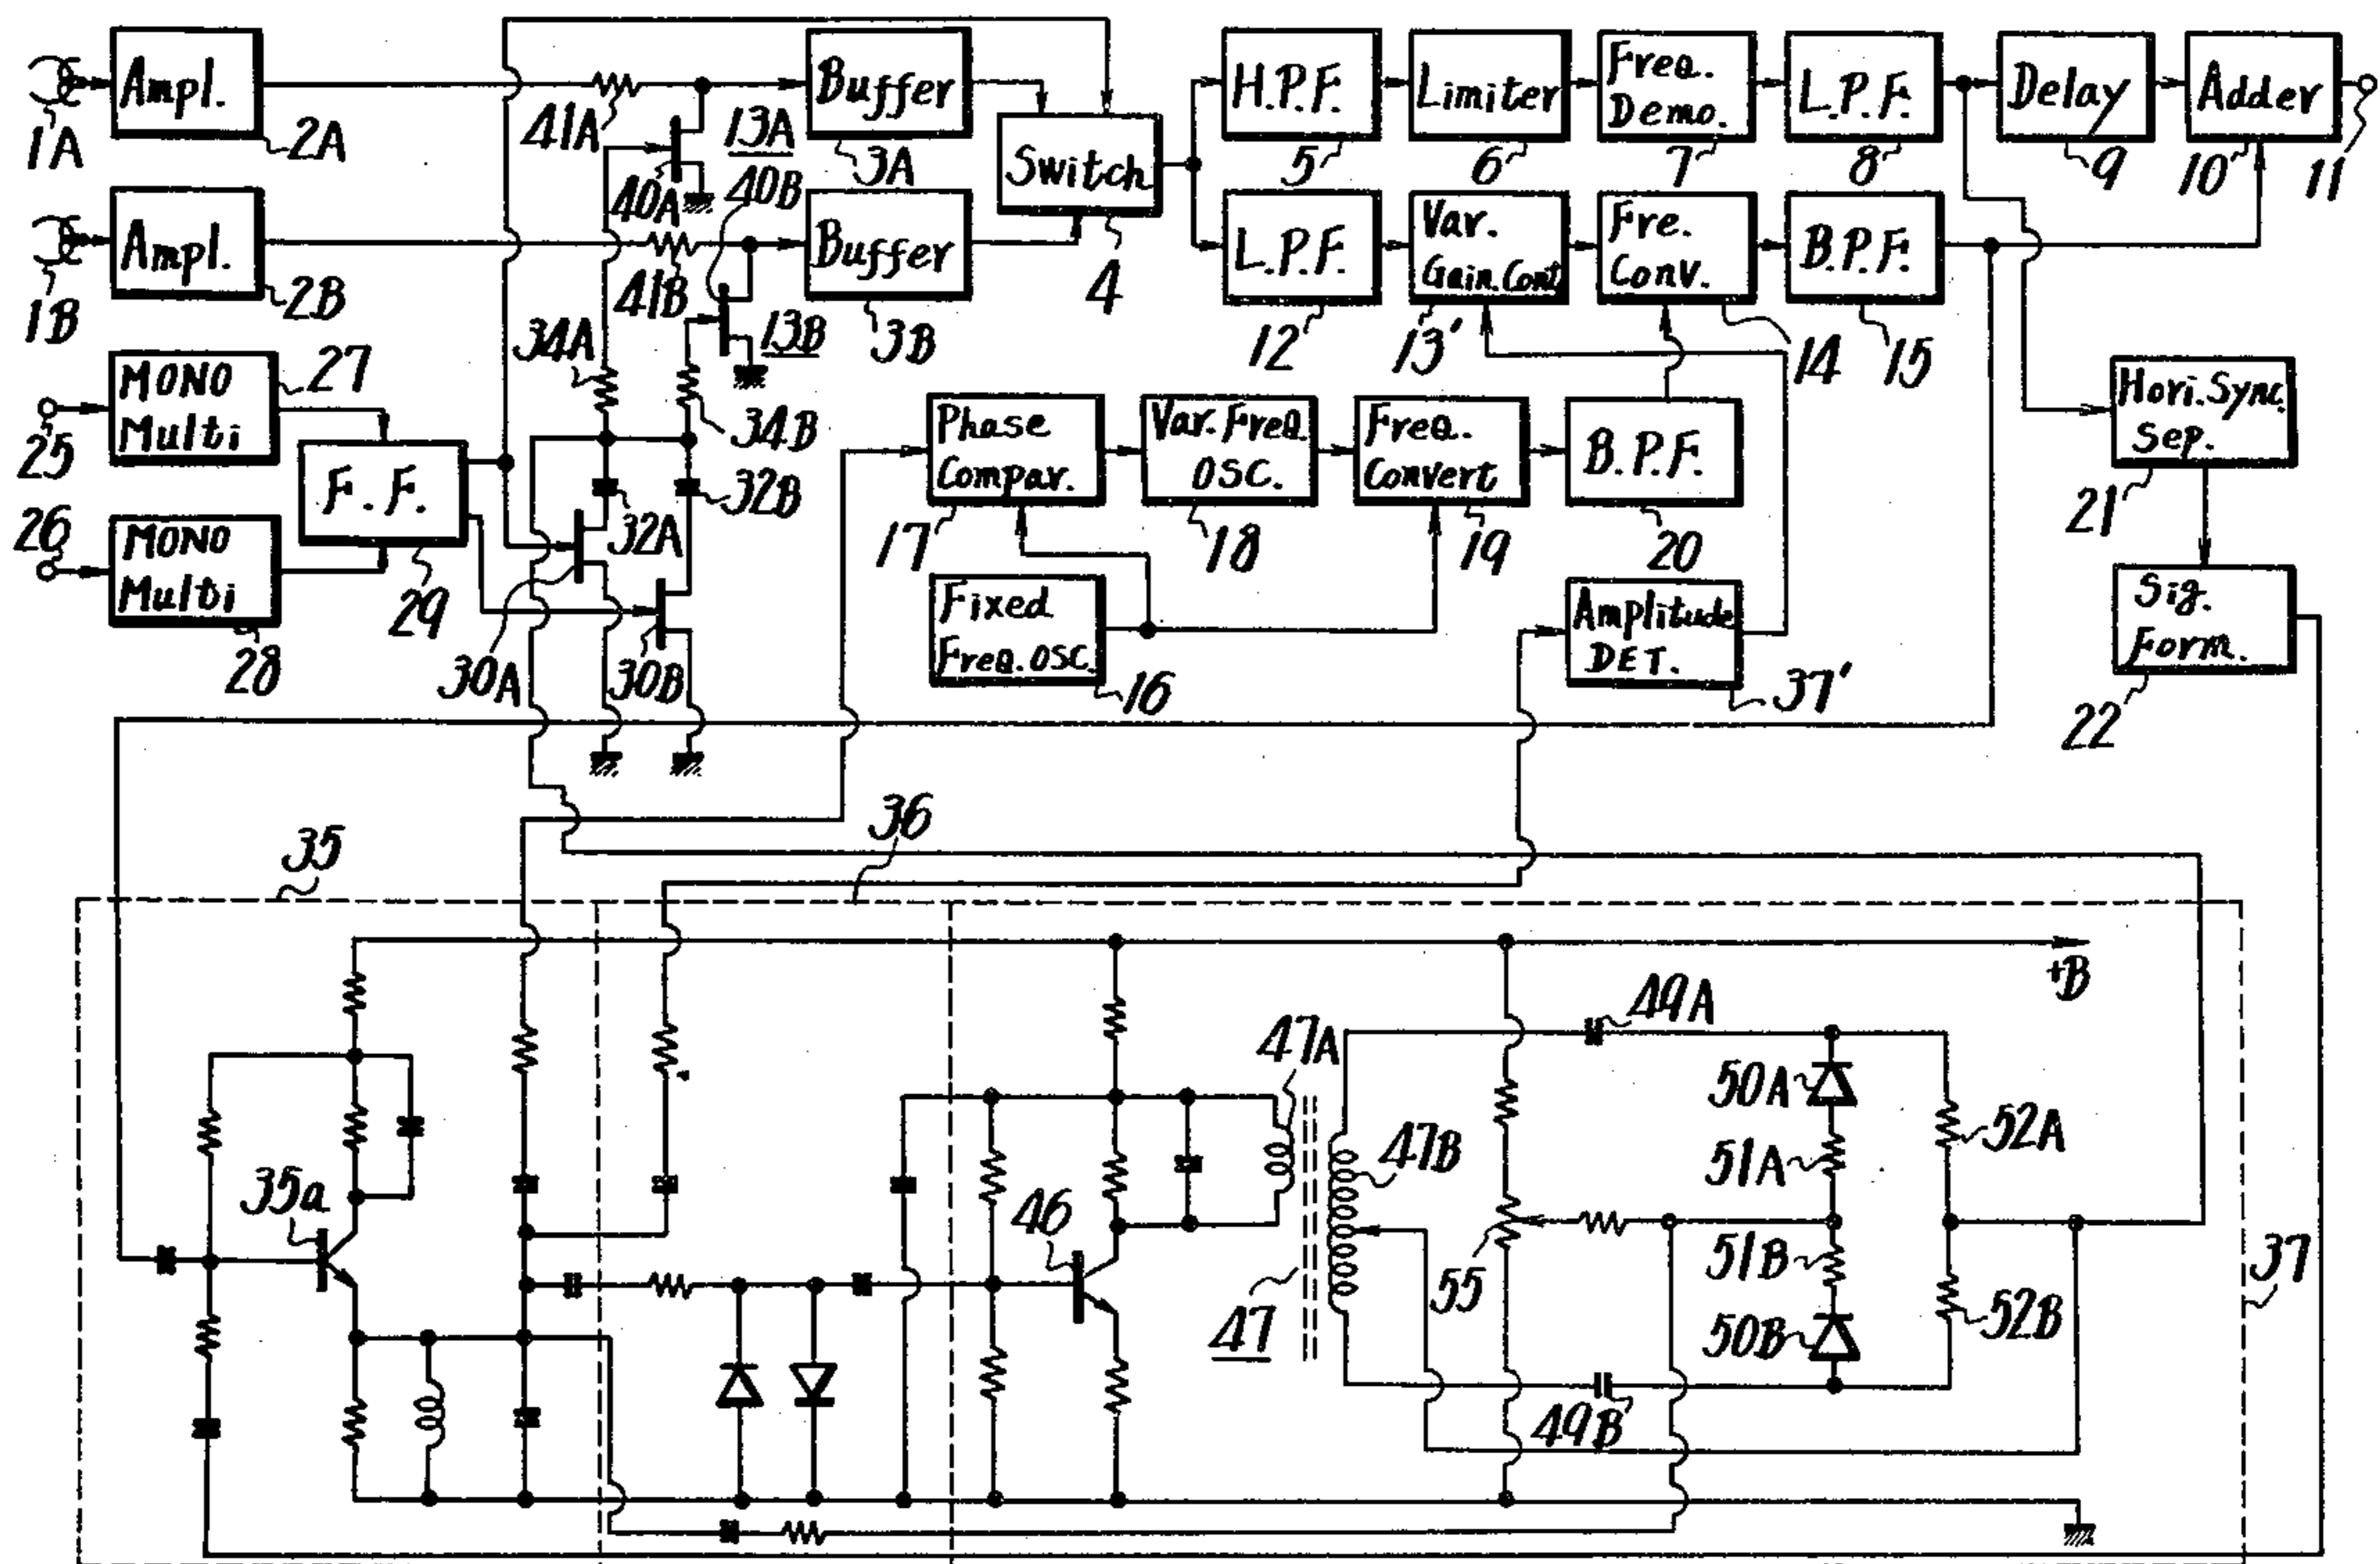 1A
Ampl.
2A
41A
40A
13A
Buffer
3A
Switch
4
H.P.F.
5
Limiter
6
Freq.
Demo.
7
L.P.F.
8
Delay
9
Adder
10
11
1B
Ampl.
2B
41B
40B
13B
Buffer
3B
L.P.F.
12
Var.
Gain.Cont
13'
Fre.
Conv.
14
B.P.F.
15
25
MONO
Multi
27
26
MONO
Multi
28
F.F.
29
34A
34B
32A
32B
30A
30B
Phase
Compar.
17
Var.Freq.
OSC.
18
Freq.
Convert
19
B.P.F.
20
Fixed
Freq.OSC.
16
Amplitude
DET.
37'
Hori.Sync.
Sep.
21
Sig.
Form.
22
35
36
+B
35a
46
47A
47B
47
55
49A
49B
50A
51A
51B
50B
52A
52B
37